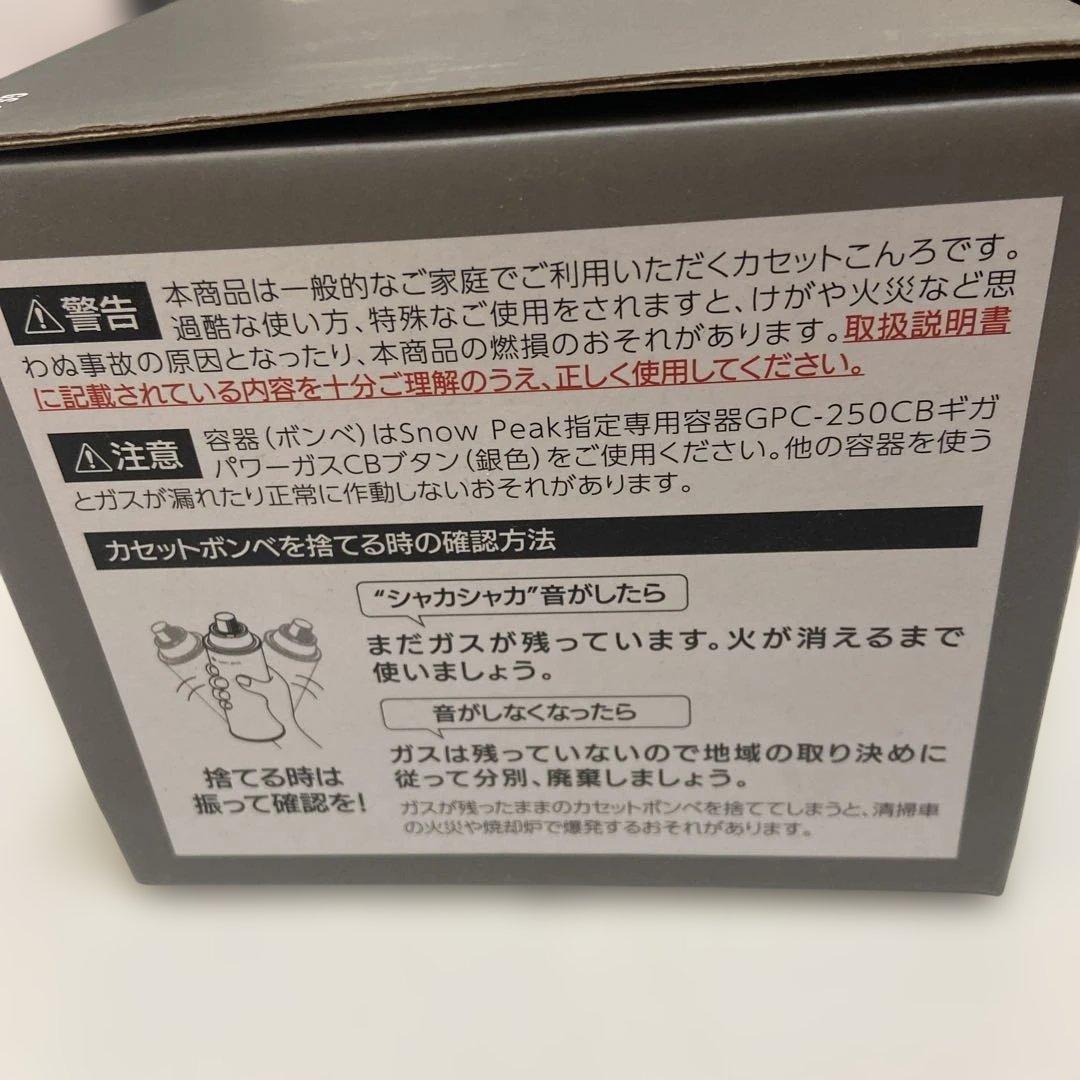 警告 本商品は一般的なご家庭でご利用いただくカセットこんろです。
過酷な使い方、特殊なご使用をされますと、けがや火災など思
わぬ事故の原因となったり、本商品の燃損のおそれがあります。取扱説明書
に記載されている内容を十分ご理解のうえ、正しく使用してください。
注意 容器(ボンベ)はSnow Peak指定専用容器GPC-250CBギガ
パワーガスCBブタン(銀色)をご使用ください。他の容器を使う
とガスが漏れたり正常に作動しないおそれがあります。
カセットボンベを捨てる時の確認方法
“シャカシャカ”音がしたら
まだガスが残っています。火が消えるまで
使いましょう。
音がしなくなったら
ガスは残っていないので地域の取り決めに
従って分別、廃棄しましょう。
捨てる時は
振って確認を!
ガスが残ったままのカセットボンベを捨ててしまうと、清掃車
の火災や焼却炉で爆発するおそれがあります。